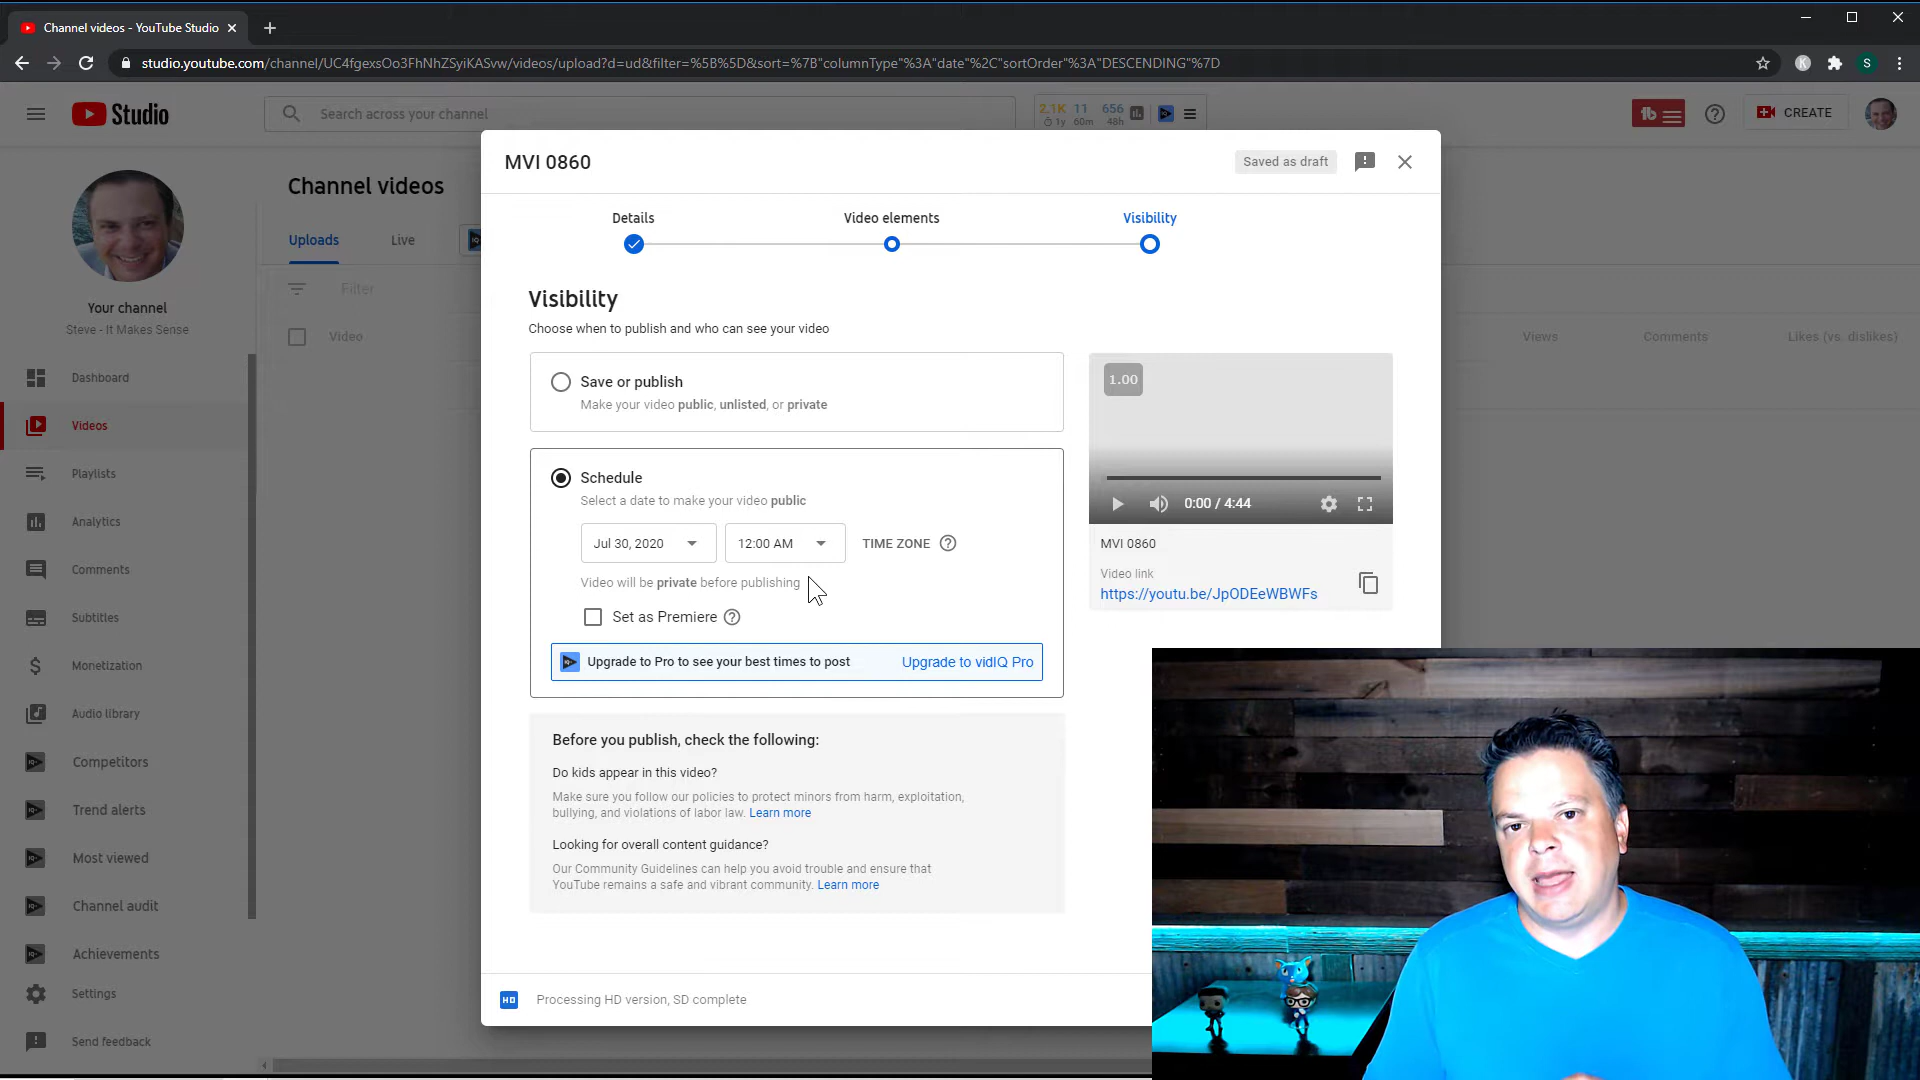 Channel videos - YouTube Studio
studio.youtube.com/channel/UC4fgexsOo3FhNhZSyiKASvw/videos/upload?d=ud&filter=%5B%5D&sort=%7B"columnType"%3A"date"%2C"sortOrder"%3A"DESCENDING"%7D
K
S
Studio
Search across your channel
2.1K 11 656
1y 60m 48h
CREATE
Your channel
Steve - It Makes Sense
Dashboard
Videos
Playlists
Analytics
Comments
Subtitles
Monetization
Audio library
Competitors
Trend alerts
Most viewed
Channel audit
Achievements
Settings
Send feedback
Channel videos
Uploads
Live
Filter
Video
Views
Comments
Likes (vs. dislikes)
MVI 0860
Saved as draft
Details
Video elements
Visibility
Visibility
Choose when to publish and who can see your video
Save or publish
Make your video public, unlisted, or private
Schedule
Select a date to make your video public
Jul 30, 2020
12:00 AM
TIME ZONE
Video will be private before publishing
Set as Premiere
Upgrade to Pro to see your best times to post
Upgrade to vidIQ Pro
Before you publish, check the following:
Do kids appear in this video?
Make sure you follow our policies to protect minors from harm, exploitation,
bullying, and violations of labor law. Learn more
Looking for overall content guidance?
Our Community Guidelines can help you avoid trouble and ensure that
YouTube remains a safe and vibrant community. Learn more
1.00
0:00 / 4:44
MVI 0860
Video link
https://youtu.be/JpODEeWBWFs
HD
Processing HD version, SD complete